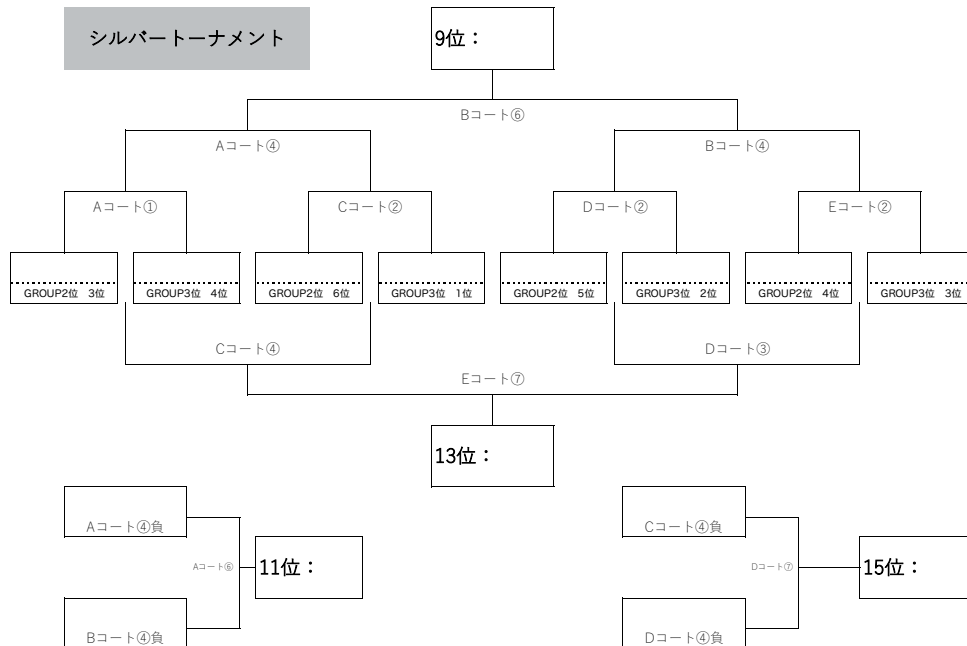 シルバートーナメント
9位：
Bコート⑥
Aコート④
Bコート④
Aコート①
Cコート②
Dコート②
Eコート②
GROUP2位 3位
GROUP3位 4位
GROUP2位 6位
GROUP3位 1位
GROUP2位 5位
GROUP3位 2位
GROUP2位 4位
GROUP3位 3位
Cコート④
Dコート③
Eコート⑦
13位：
Aコート④負
Cコート④負
Aコート⑥
11位：
Dコート⑦
15位：
Bコート④負
Dコート④負